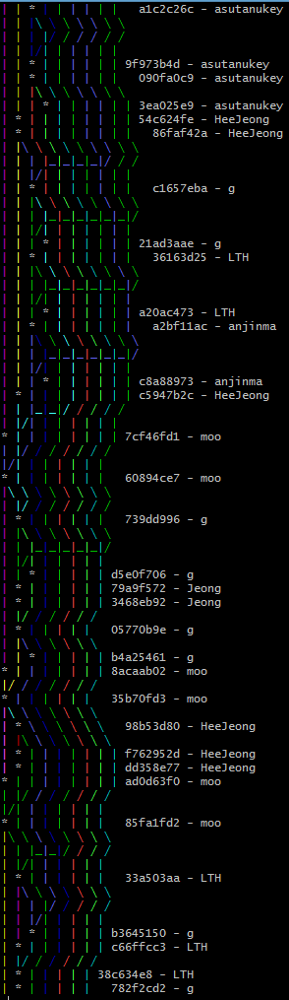 a1c2c26c - asutanukey
9f973b4d - asutanukey
090fa0c9 - asutanukey
3ea025e9 - asutanukey
54c624fe - HeeJeong
86faf42a - HeeJeong
c1657eba - g
21ad3aae - g
36163d25 - LTH
a20ac473 - LTH
a2bf11ac - anjinma
c8a88973 - anjinma
c5947b2c - HeeJeong
7cf46fd1 - moo
60894ce7 - moo
739dd996 - g
d5e0f706 - g
79a9f572 - Jeong
3468eb92 - Jeong
05770b9e - g
b4a25461 - g
8acaab02 - moo
35b70fd3 - moo
98b53d80 - HeeJeong
f762952d - HeeJeong
dd358e77 - HeeJeong
ad0d63f0 - moo
85fa1fd2 - moo
33a503aa - LTH
b3645150 - g
c66ffcc3 - LTH
38c634e8 - LTH
782f2cd2 - g